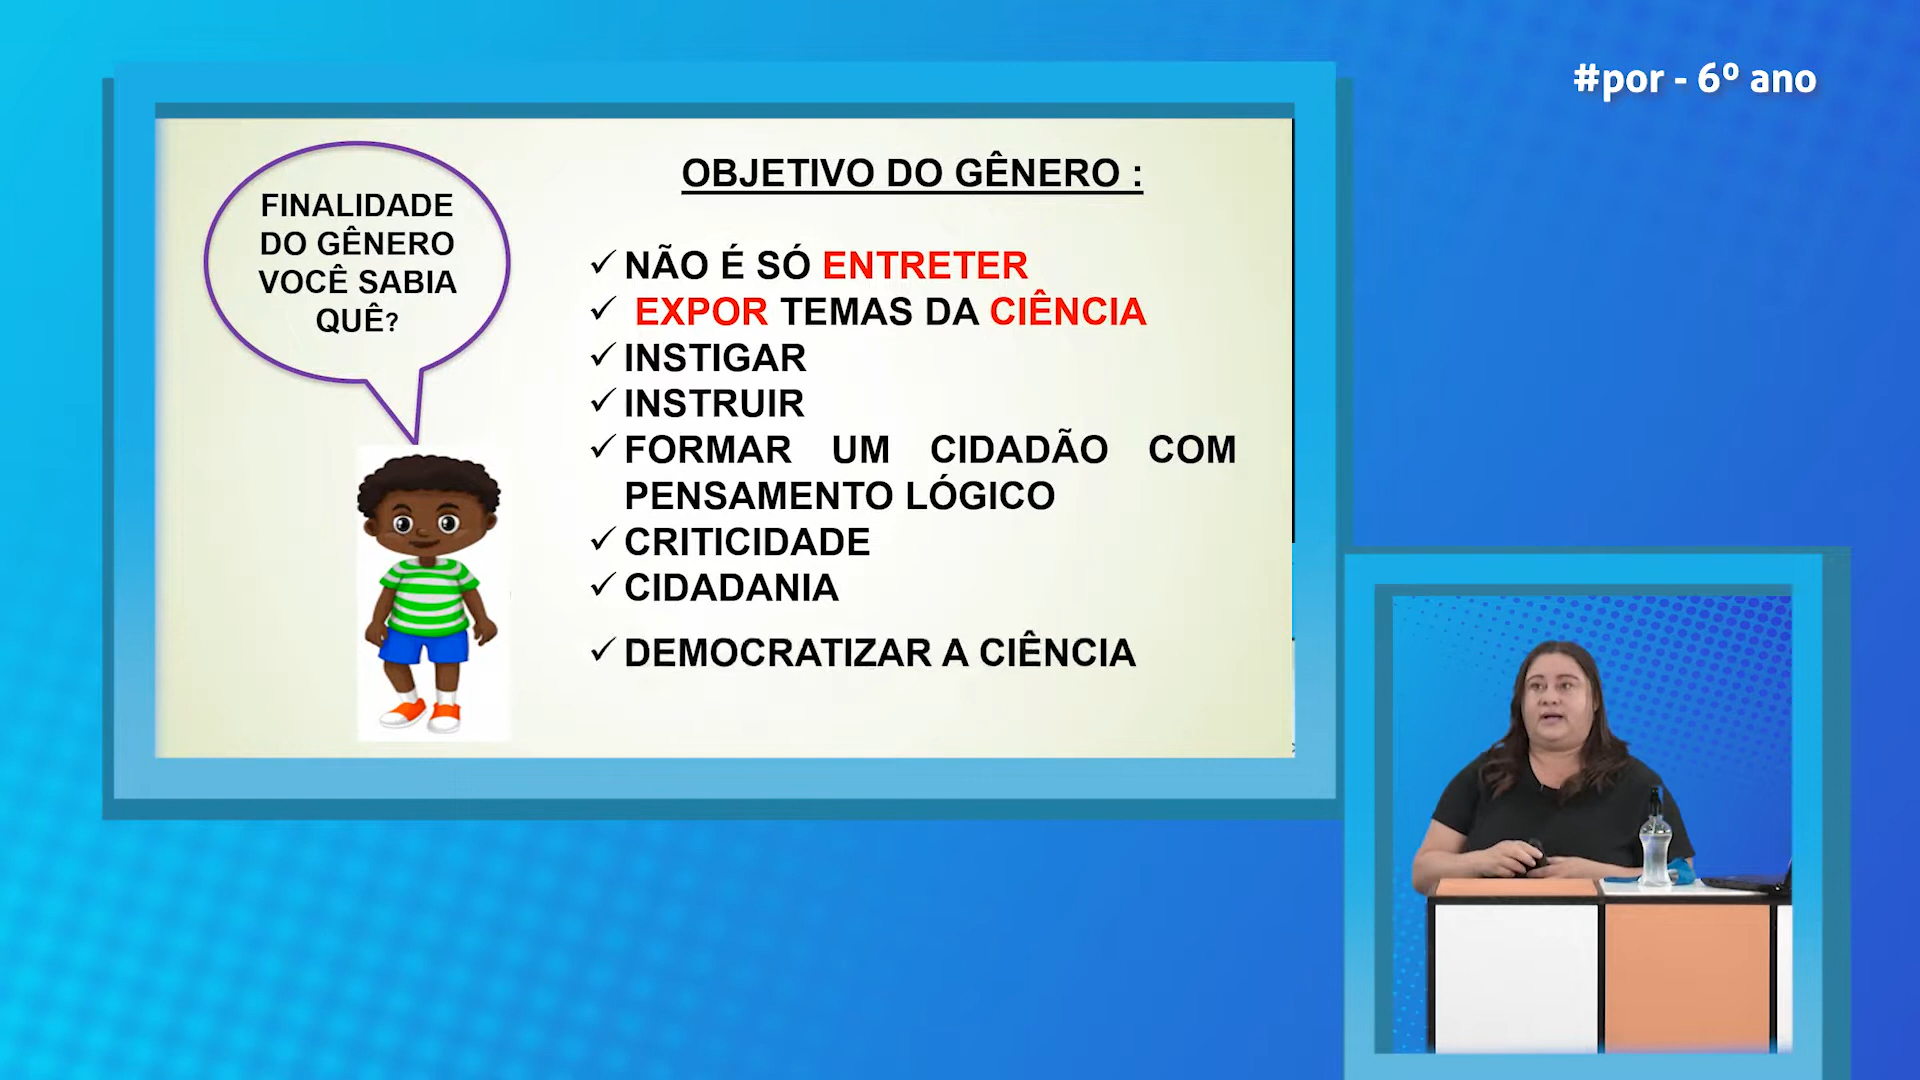 #por - 6º ano
FINALIDADE
DO GÊNERO
VOCÊ SABIA
QUÊ?
OBJETIVO DO GÊNERO :
✓ NÃO É SÓ ENTRETER
✓ EXPOR TEMAS DA CIÊNCIA
✓ INSTIGAR
✓ INSTRUIR
✓ FORMAR UM CIDADÃO COM
PENSAMENTO LÓGICO
✓ CRITICIDADE
✓ CIDADANIA
✓ DEMOCRATIZAR A CIÊNCIA